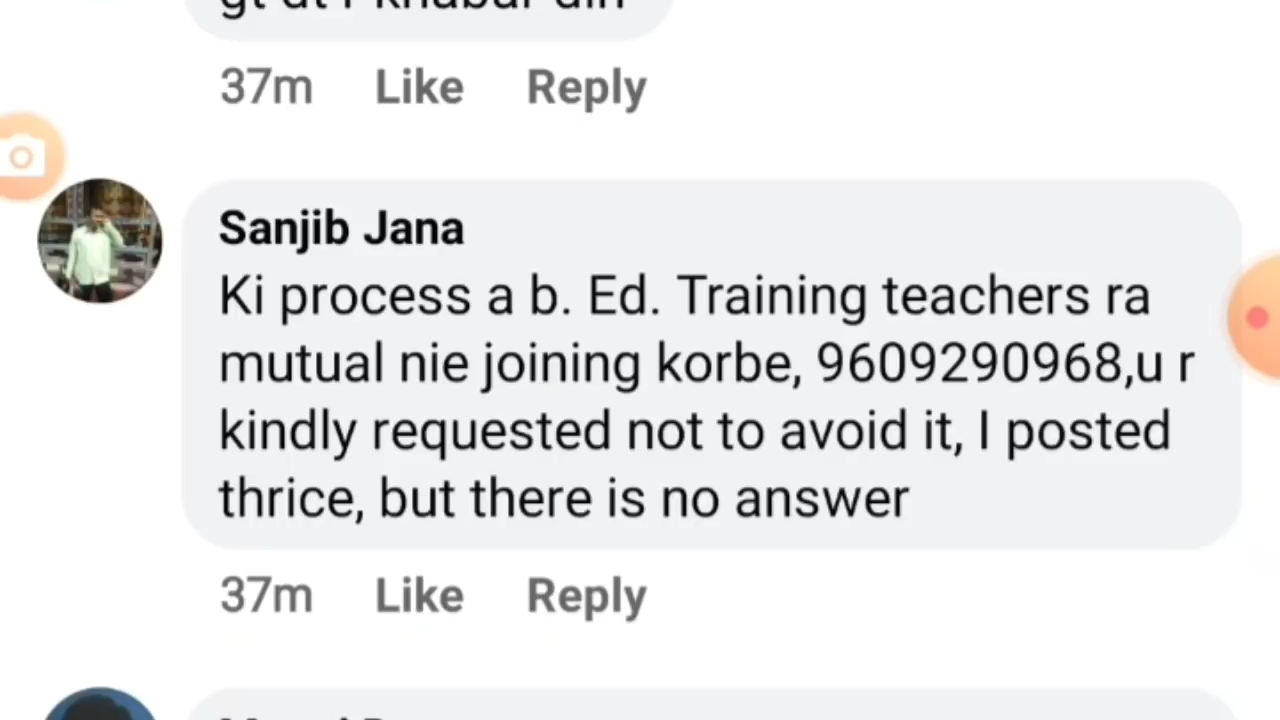 37m Like Reply
Sanjib Jana
Ki process a b. Ed. Training teachers ra
mutual nie joining korbe, 9609290968,u r
kindly requested not to avoid it, I posted
thrice, but there is no answer
37m Like Reply